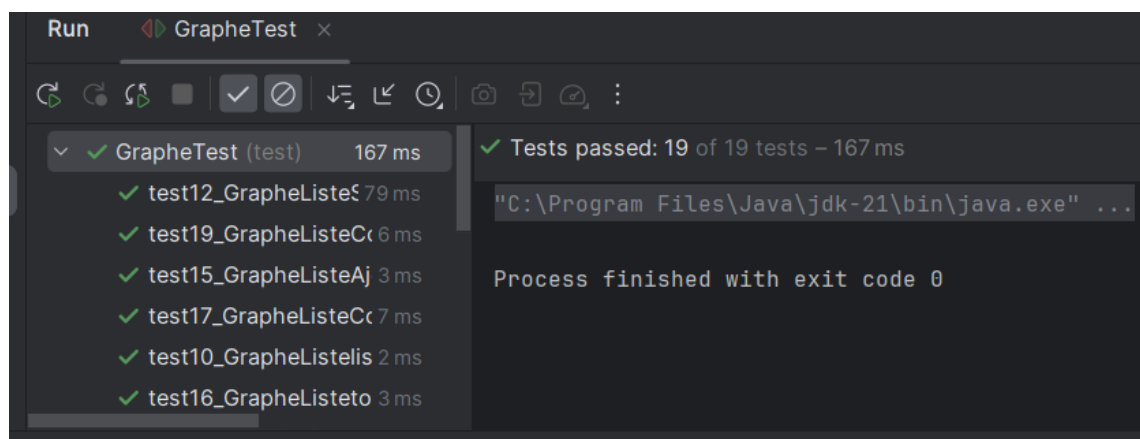 Run GrapheTest
GrapheTest (test) 167 ms
test12_GrapheListeS 79 ms
test19_GrapheListeCo 6 ms
test15_GrapheListeAj 3 ms
test17_GrapheListeCo 7 ms
test10_GrapheListelis 2 ms
test16_GrapheListeto 3 ms
Tests passed: 19 of 19 tests – 167 ms
"C:\Program Files\Java\jdk-21\bin\java.exe" ...
Process finished with exit code 0